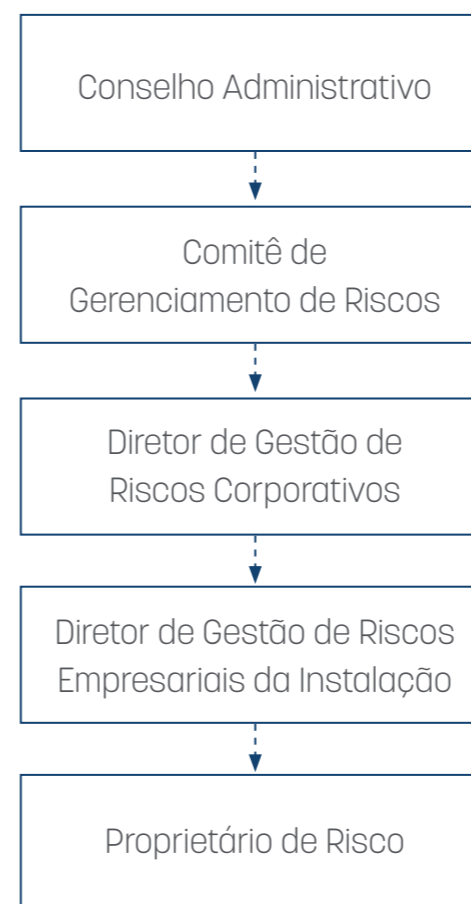 Conselho Administrativo
Comitê de
Gerenciamento de Riscos
Diretor de Gestão de
Riscos Corporativos
Diretor de Gestão de Riscos
Empresariais da Instalação
Proprietário de Risco